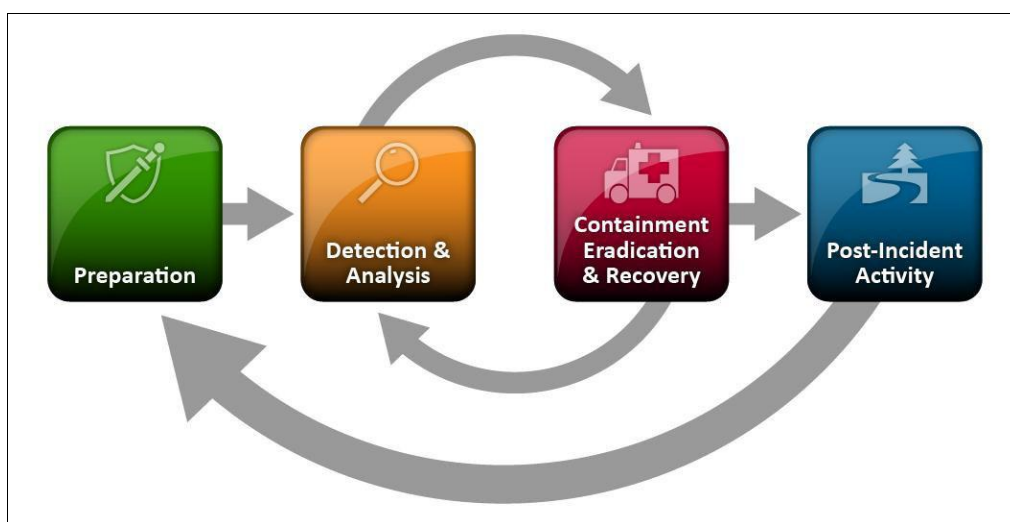 Preparation
Detection &
Analysis
Containment
Eradication
& Recovery
Post-Incident
Activity